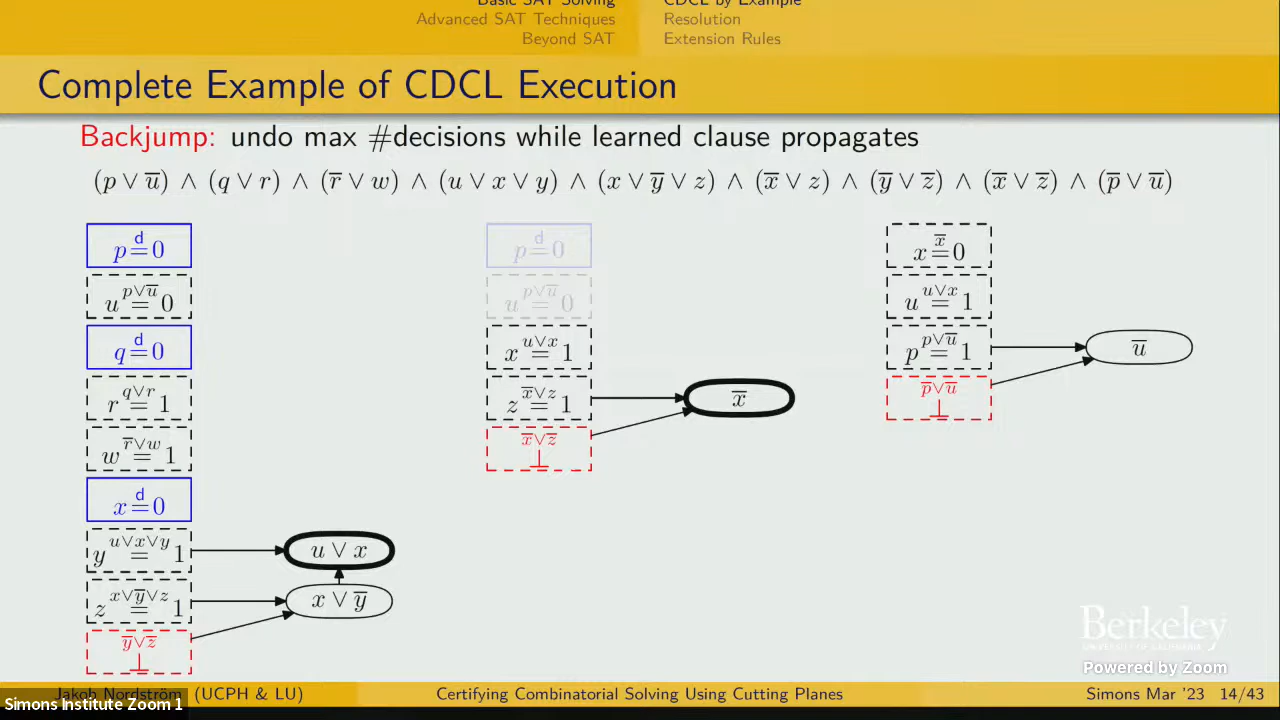 Basic SAT Solving
Advanced SAT Techniques
Beyond SAT
CDCL by Example
Resolution
Extension Rules
Complete Example of CDCL Execution
Backjump: undo max #decisions while learned clause propagates
(p ∨ u̅) ∧ (q ∨ r) ∧ (r̅ ∨ w) ∧ (u ∨ x ∨ y) ∧ (x ∨ y̅ ∨ z) ∧ (x̅ ∨ z) ∧ (y̅ ∨ z̅) ∧ (x̅ ∨ z̅) ∧ (p̅ ∨ u̅)
p =ᵈ 0
u =^{p∨u̅} 0
q =ᵈ 0
r =^{q∨r} 1
w =^{r̅∨w} 1
x =ᵈ 0
y =^{u∨x∨y} 1
u ∨ x
z =^{x∨y̅∨z} 1
x ∨ y̅
y̅∨z̅
⊥
p =ᵈ 0
u =^{p∨u̅} 0
x =^{u∨x} 1
z =^{x̅∨z} 1
x̅
x̅∨z̅
⊥
x =^{x̅} 0
u =^{u∨x} 1
p =^{p∨u̅} 1
u̅
p̅∨u̅
⊥
Berkeley
UNIVERSITY OF CALIFORNIA
Powered by Zoom
Jakob Nordström (UCPH & LU)
Certifying Combinatorial Solving Using Cutting Planes
Simons Mar '23 14/43
Simons Institute Zoom 1